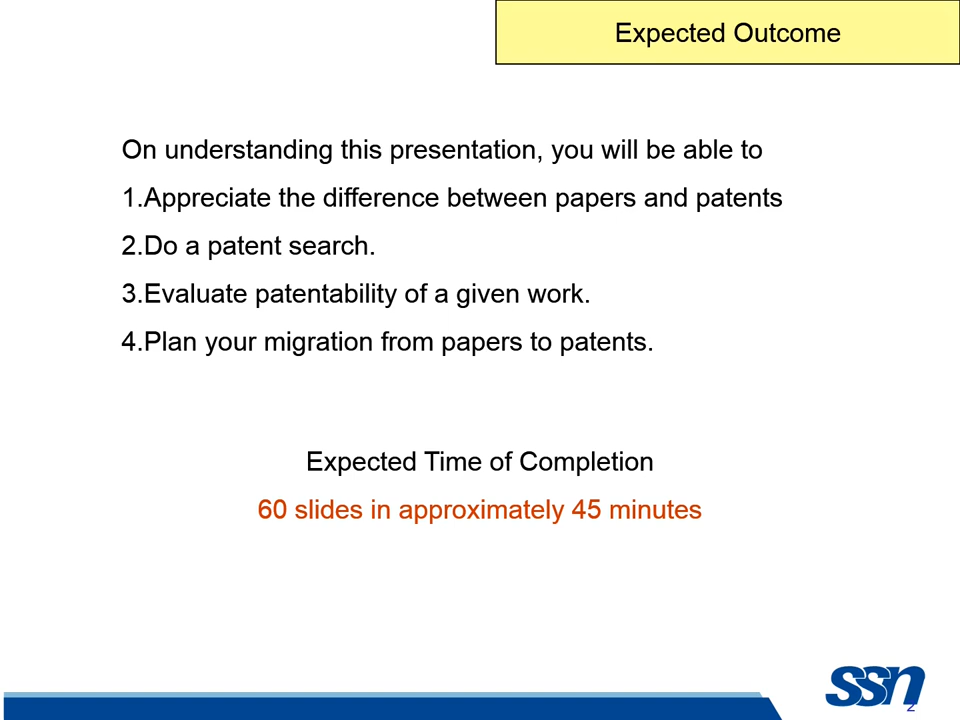 Expected Outcome
On understanding this presentation, you will be able to
1.Appreciate the difference between papers and patents
2.Do a patent search.
3.Evaluate patentability of a given work.
4.Plan your migration from papers to patents.
Expected Time of Completion
60 slides in approximately 45 minutes
ssn
2